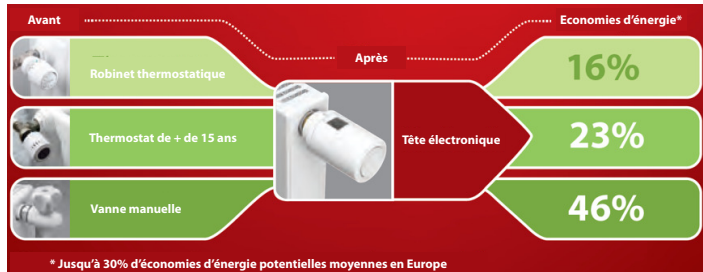 Avant
Après
Economies d'énergie*
Robinet thermostatique
16%
Thermostat de + de 15 ans
Tête électronique
23%
Vanne manuelle
46%
* Jusqu'à 30% d'économies d'énergie potentielles moyennes en Europe